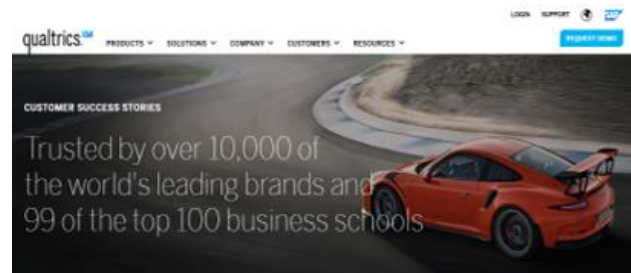 LOGIN SUPPORT SAP
qualtrics.XM PRODUCTS SOLUTIONS COMPANY CUSTOMERS RESOURCES REQUEST DEMO
CUSTOMER SUCCESS STORIES
Trusted by over 10,000 of
the world's leading brands and
99 of the top 100 business schools